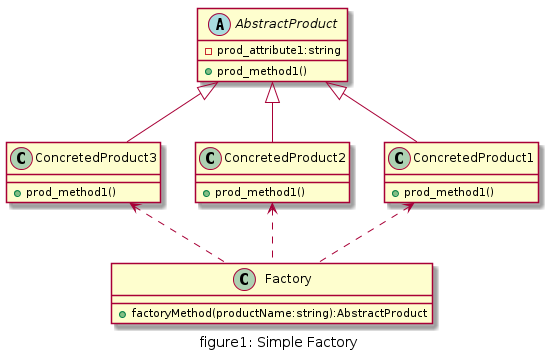 A AbstractProduct
prod_attribute1:string
prod_method1()
C ConcretedProduct3
prod_method1()
C ConcretedProduct2
prod_method1()
C ConcretedProduct1
prod_method1()
C Factory
factoryMethod(productName:string):AbstractProduct
figure1: Simple Factory